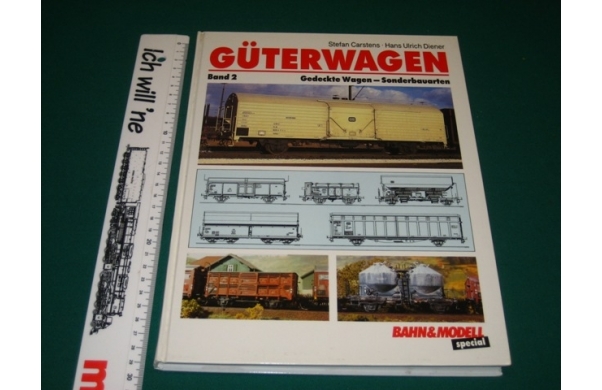 Ich will 'ne
m
Stefan Carstens · Hans Ulrich Diener
GÜTERWAGEN
Band 2 Gedeckte Wagen – Sonderbauarten
BAHN&MODELL
special